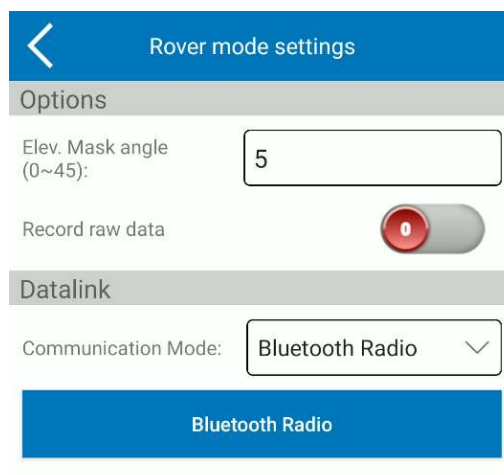 Rover mode settings
Options
Elev. Mask angle
(0~45):
5
Record raw data
0
Datalink
Communication Mode:
Bluetooth Radio
Bluetooth Radio